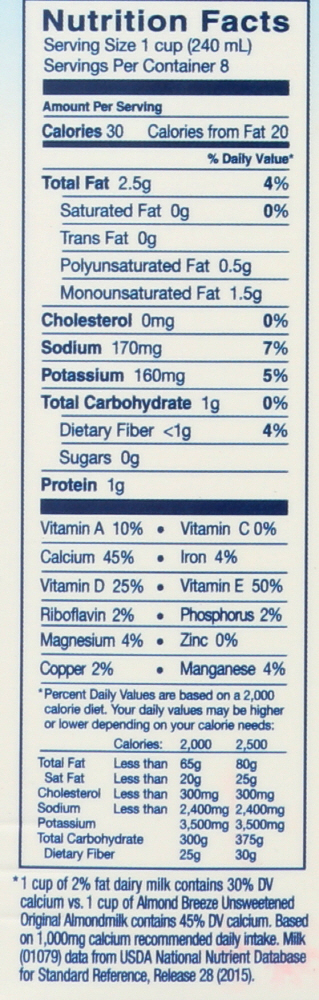 Nutrition Facts
Serving Size 1 cup (240 mL)
Servings Per Container 8
Amount Per Serving
Calories 30 Calories from Fat 20
% Daily Value*
Total Fat 2.5g 4%
Saturated Fat 0g 0%
Trans Fat 0g
Polyunsaturated Fat 0.5g
Monounsaturated Fat 1.5g
Cholesterol 0mg 0%
Sodium 170mg 7%
Potassium 160mg 5%
Total Carbohydrate 1g 0%
Dietary Fiber <1g 4%
Sugars 0g
Protein 1g
Vitamin A 10% • Vitamin C 0%
Calcium 45% • Iron 4%
Vitamin D 25% • Vitamin E 50%
Riboflavin 2% • Phosphorus 2%
Magnesium 4% • Zinc 0%
Copper 2% • Manganese 4%
*Percent Daily Values are based on a 2,000
calorie diet. Your daily values may be higher
or lower depending on your calorie needs:
Calories: 2,000 2,500
Total Fat Less than 65g 80g
Sat Fat Less than 20g 25g
Cholesterol Less than 300mg 300mg
Sodium Less than 2,400mg 2,400mg
Potassium 3,500mg 3,500mg
Total Carbohydrate 300g 375g
Dietary Fiber 25g 30g
*1 cup of 2% fat dairy milk contains 30% DV
calcium vs. 1 cup of Almond Breeze Unsweetened
Original Almondmilk contains 45% DV calcium. Based
on 1,000mg calcium recommended daily intake. Milk
(01079) data from USDA National Nutrient Database
for Standard Reference, Release 28 (2015).